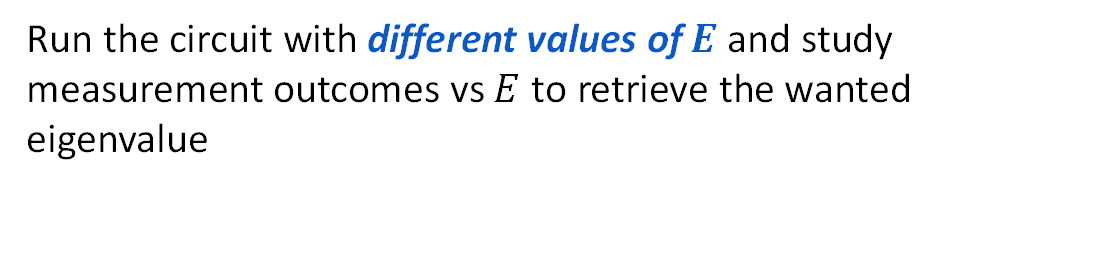 Run the circuit with different values of E and study
measurement outcomes vs E to retrieve the wanted
eigenvalue